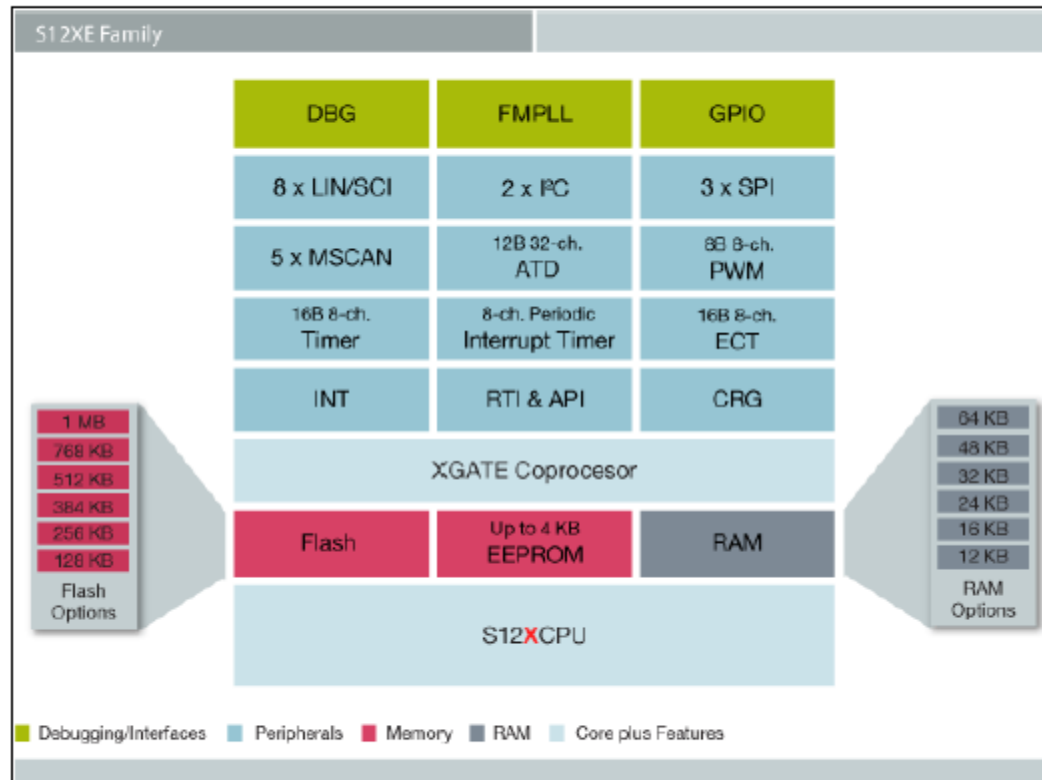 S12XE Family
DBG
FMPLL
GPIO
8 x LIN/SCI
2 x I²C
3 x SPI
5 x MSCAN
12B 32-ch.
ATD
8B 8-ch.
PWM
16B 8-ch.
Timer
8-ch. Periodic
Interrupt Timer
16B 8-ch.
ECT
INT
RTI & API
CRG
XGATE Coprocesor
Flash
Up to 4 KB
EEPROM
RAM
S12XCPU
1 MB
768 KB
512 KB
384 KB
256 KB
128 KB
Flash
Options
64 KB
48 KB
32 KB
24 KB
16 KB
12 KB
RAM
Options
Debugging/Interfaces
Peripherals
Memory
RAM
Core plus Features